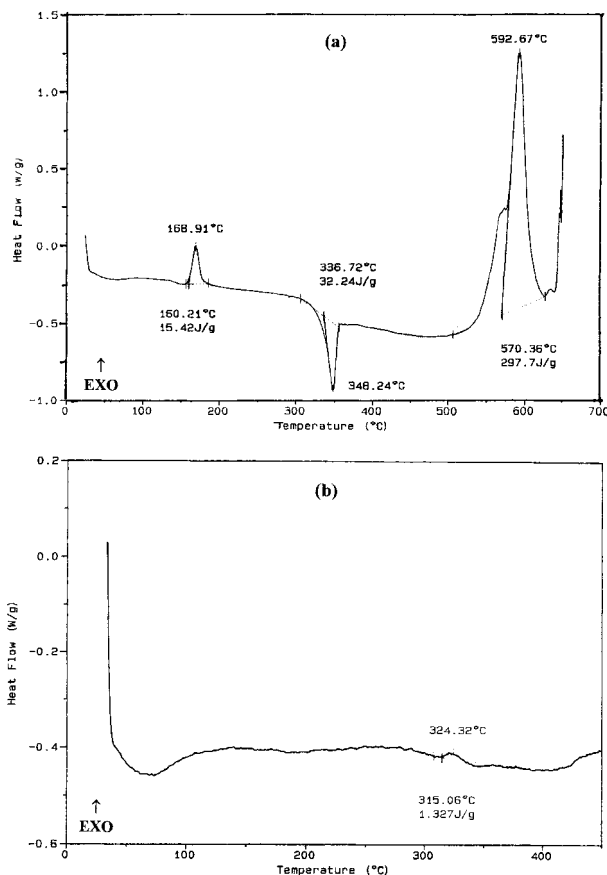 (a)
592.67°C
168.91°C
336.72°C
32.24J/g
160.21°C
15.42J/g
348.24°C
570.36°C
297.7J/g
↑
EXO
1.5
1.0
0.5
0.0
-0.5
-1.0
Heat Flow (W/g)
0 100 200 300 400 500 600 700
Temperature (°C)
(b)
324.32°C
315.06°C
1.327J/g
↑
EXO
0.2
0.0
-0.2
-0.4
-0.6
Heat Flow (W/g)
0 100 200 300 400
Temperature (°C)